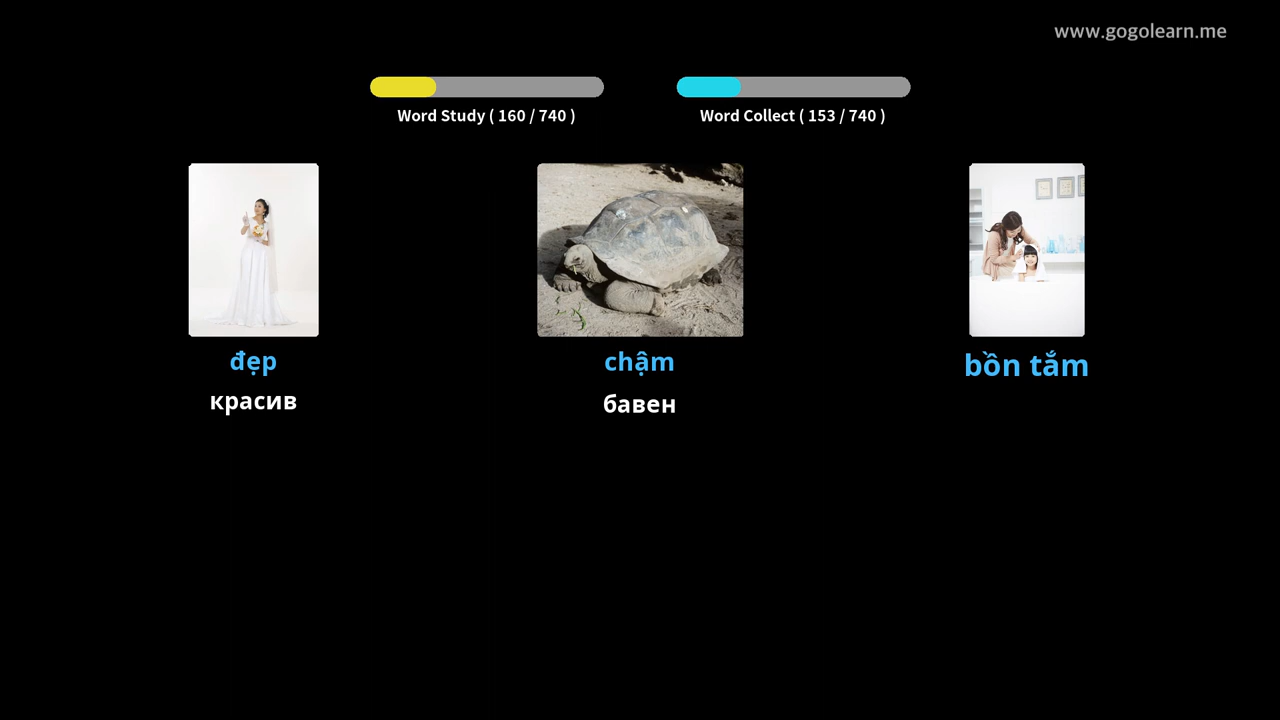 www.gogolearn.me
Word Study ( 160 / 740 )
Word Collect ( 153 / 740 )
đẹp
chậm
bồn tắm
красив
бавен